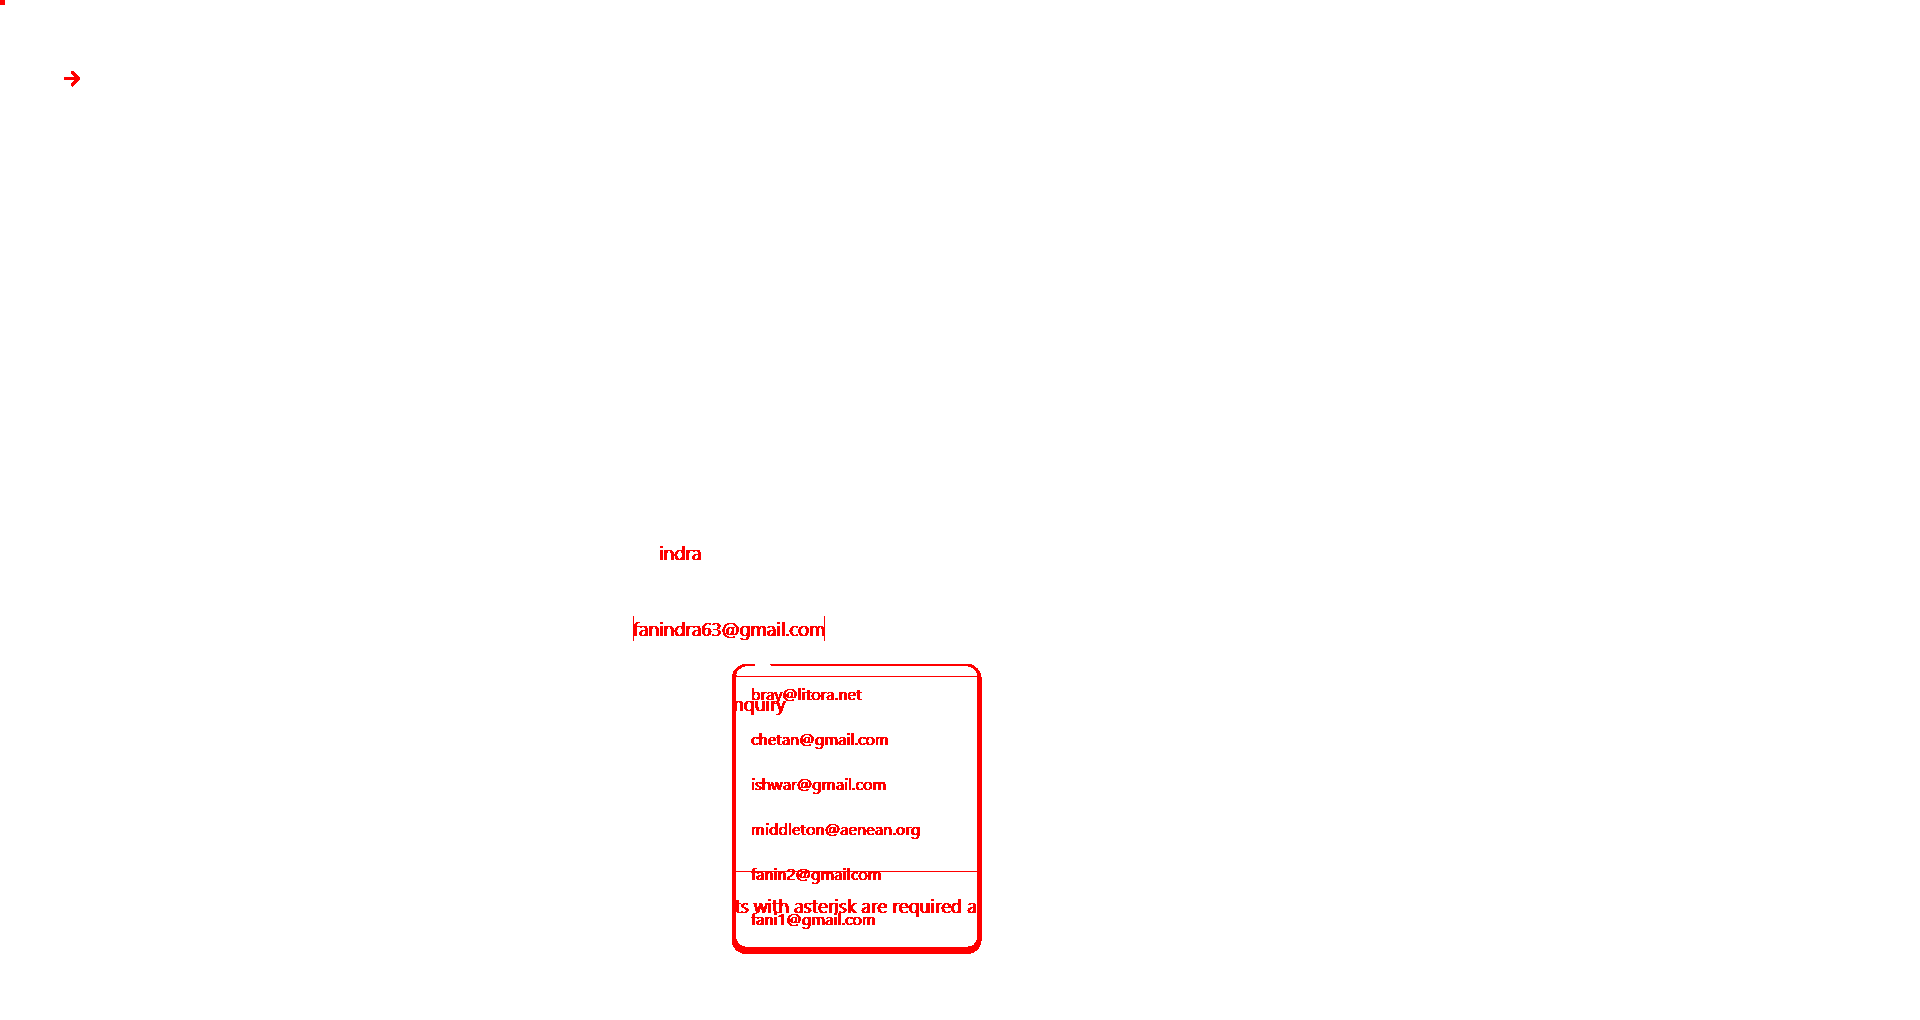 indra
fanindra63@gmail.com
bray@litora.net
nquiry
chetan@gmail.com
ishwar@gmail.com
middleton@aenean.org
fanin2@gmailcom
ts with asterisk are required a
fani1@gmail.com